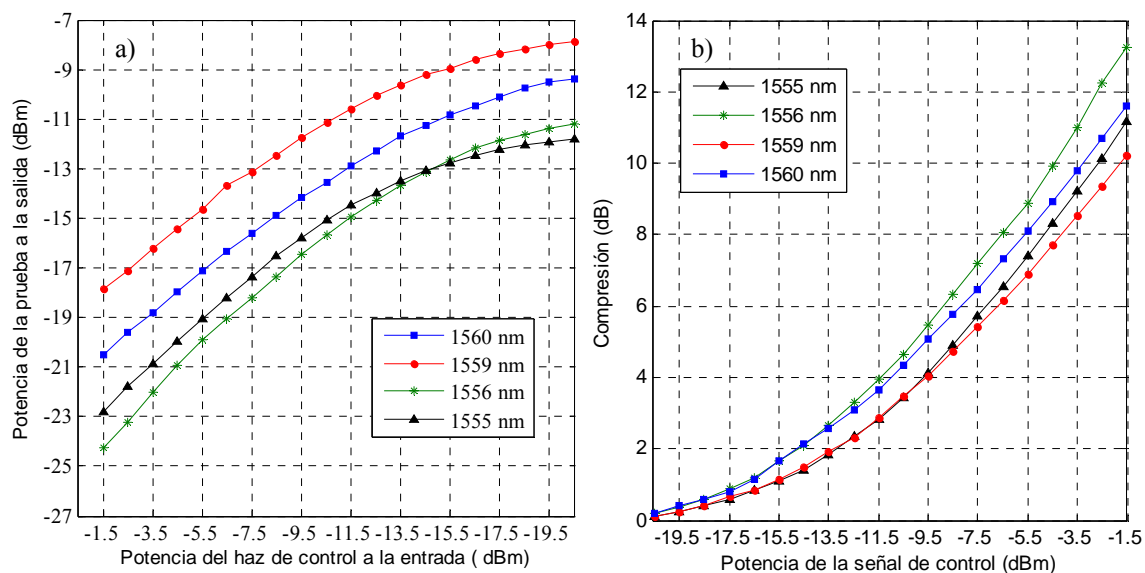 a)
Potencia de la prueba a la salida (dBm)
-7
-9
-11
-13
-15
-17
-19
-21
-23
-25
-27
1560 nm
1559 nm
1556 nm
1555 nm
-1.5 -3.5 -5.5 -7.5 -9.5 -11.5 -13.5 -15.5 -17.5 -19.5
Potencia del haz de control a la entrada ( dBm)
b)
Compresión (dB)
14
12
10
8
6
4
2
0
1555 nm
1556 nm
1559 nm
1560 nm
-19.5 -17.5 -15.5 -13.5 -11.5 -9.5 -7.5 -5.5 -3.5 -1.5
Potencia de la señal de control (dBm)